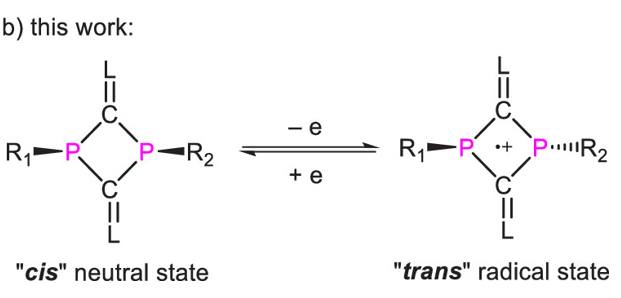 b) this work:
L
L
C
C
R₁ P P R₂
– e
R₁ P •+ P R₂
+ e
C
C
L
L
"cis" neutral state
"trans" radical state